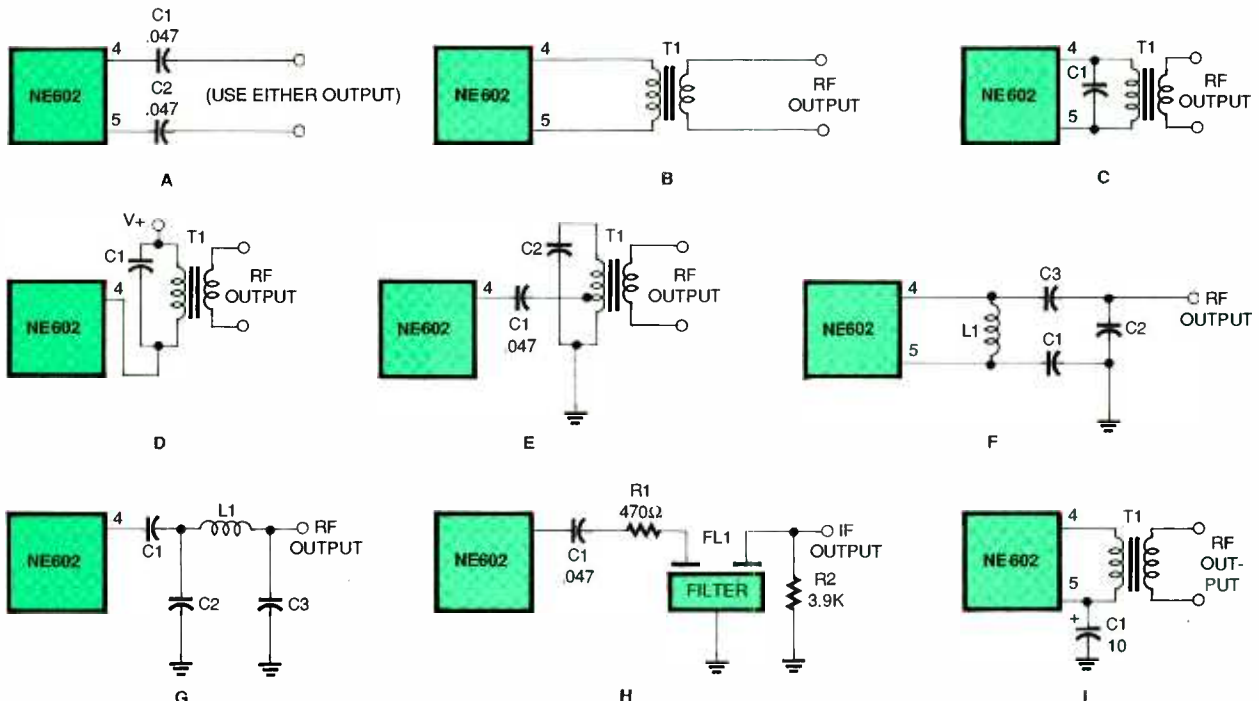 C1
.047
4
NE602
C2
.047
(USE EITHER OUTPUT)
5
A
4
T1
NE602
RF
OUTPUT
5
B
4
T1
C1
NE602
RF
OUTPUT
5
C
V+
T1
C1
4
RF
OUTPUT
NE602
D
C2
T1
4
RF
OUTPUT
NE602
C1
.047
E
4
C3
RF
OUTPUT
NE602
L1
C2
5
C1
F
4
L1
RF
OUTPUT
NE602
C1
C2
C3
G
R1
470Ω
FL1
IF
OUTPUT
NE602
C1
.047
FILTER
R2
3.9K
H
4
T1
NE602
RF
OUT-
PUT
5
+
C1
10
I